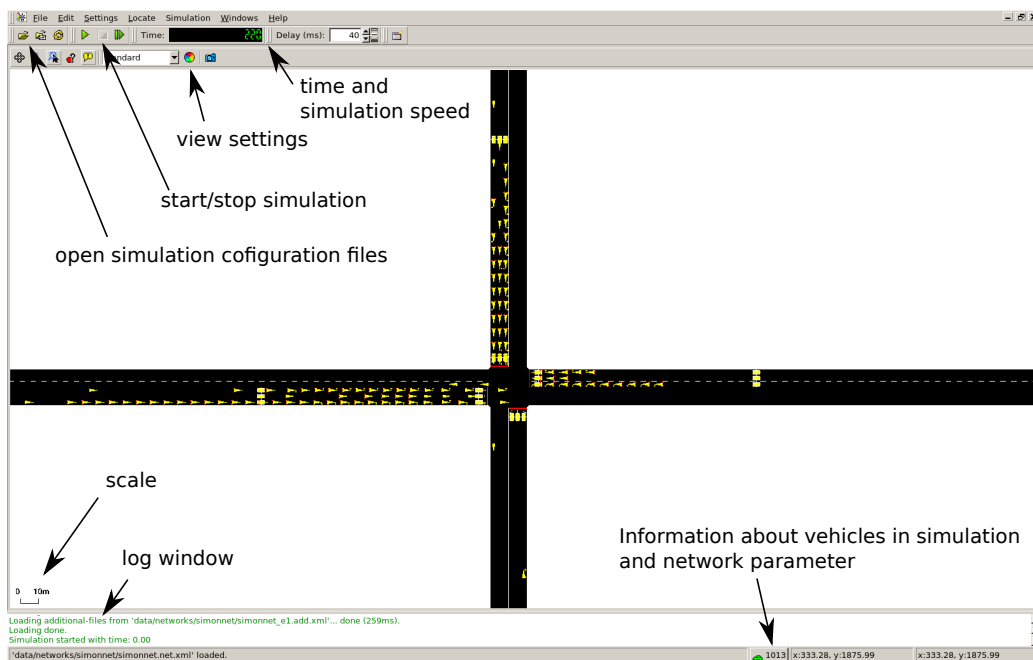 File Edit Settings Locate Simulation Windows Help
Time: 220 Delay (ms): 40
time and
simulation speed
view settings
start/stop simulation
open simulation cofiguration files
scale
log window
Information about vehicles in simulation
and network parameter
0 10m
Loading additional-files from 'data/networks/simonnet/simonnet_e1.add.xml'... done (259ms).
Loading done.
Simulation started with time: 0.00
'data/networks/simonnet/simonnet.net.xml' loaded.
1013 x:333.28, y:1875.99 x:333.28, y:1875.99